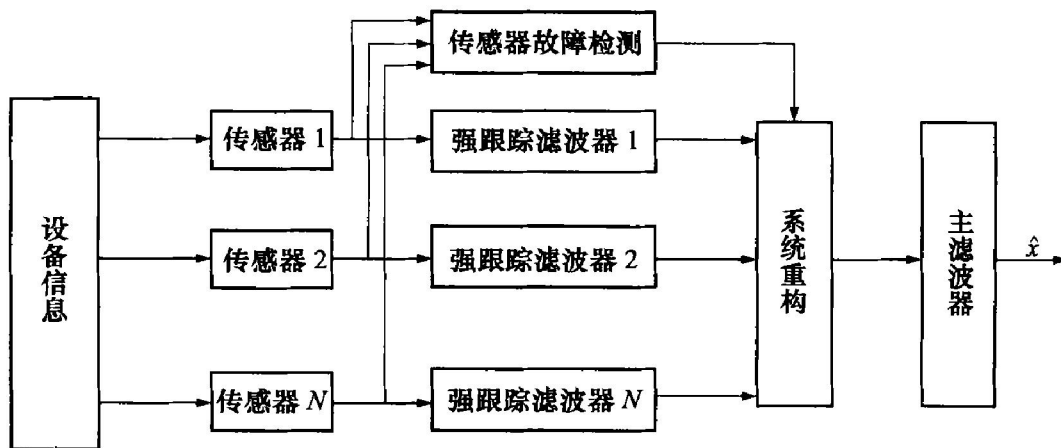 传感器故障检测
传感器 1
强跟踪滤波器 1
设备信息
传感器 2
强跟踪滤波器 2
系统重构
主滤波器
x̂
传感器 N
强跟踪滤波器 N